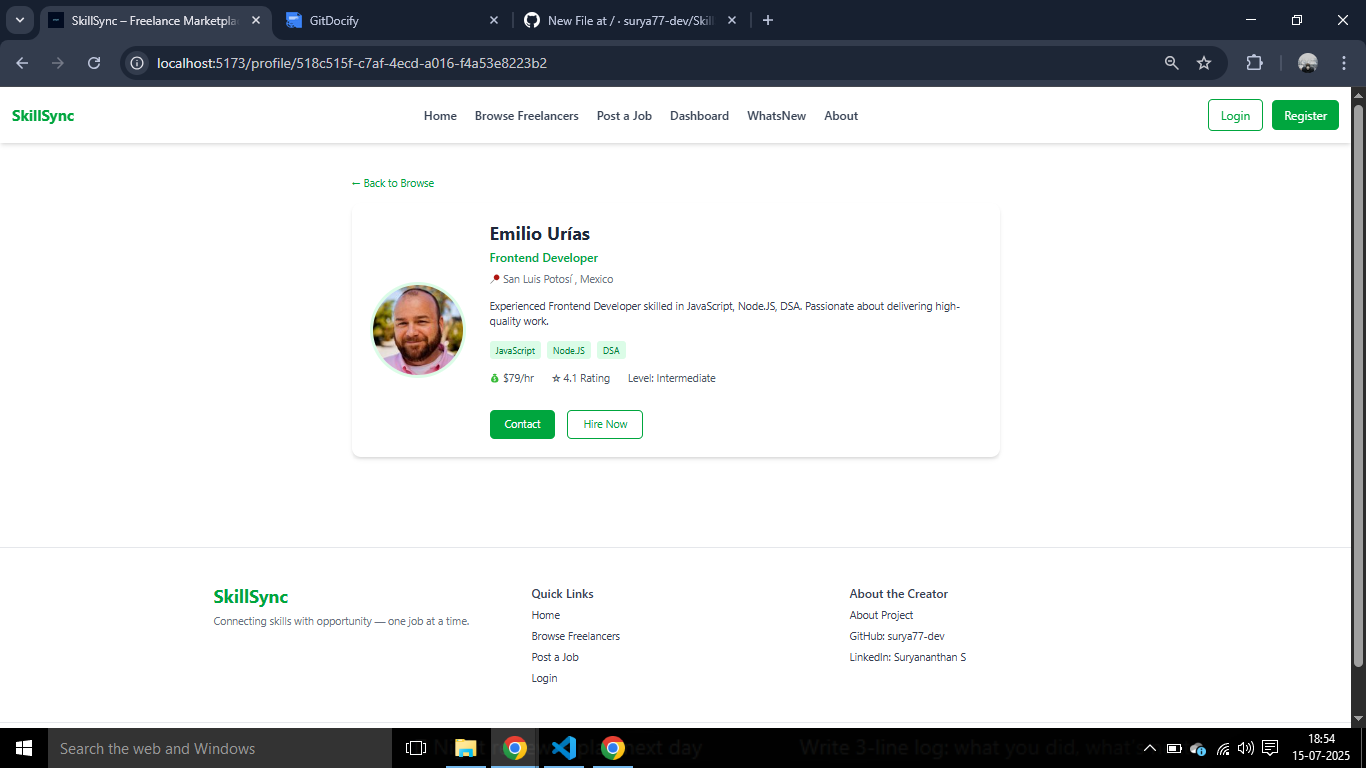 SkillSync – Freelance Marketpla
GitDocify
New File at / · surya77-dev/Skill
localhost:5173/profile/518c515f-c7af-4ecd-a016-f4a53e8223b2
SkillSync
Home Browse Freelancers Post a Job Dashboard WhatsNew About
Login Register
← Back to Browse
Emilio Urías
Frontend Developer
📍 San Luis Potosí , Mexico
Experienced Frontend Developer skilled in JavaScript, Node.JS, DSA. Passionate about delivering high-
quality work.
JavaScript Node.JS DSA
💰 $79/hr ☆ 4.1 Rating Level: Intermediate
Contact Hire Now
SkillSync
Connecting skills with opportunity — one job at a time.
Quick Links
Home
Browse Freelancers
Post a Job
Login
About the Creator
About Project
GitHub: surya77-dev
LinkedIn: Suryananthan S
Search the web and Windows
next day
Write 3-line log: what you did, what's
18:54
15-07-2025